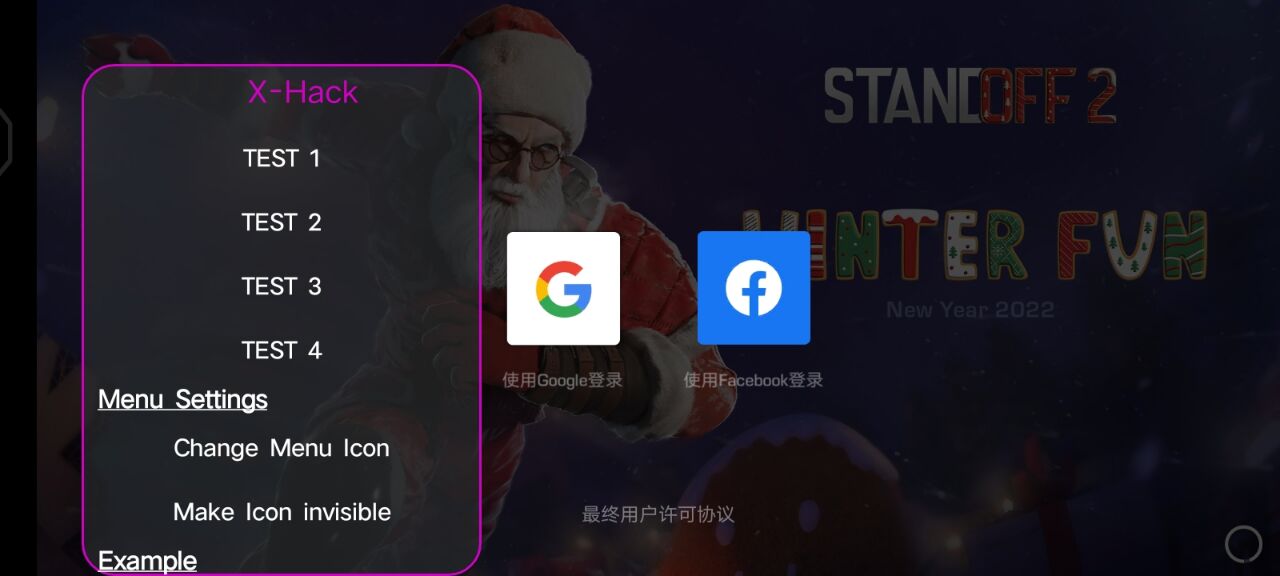 X-Hack
TEST 1
TEST 2
TEST 3
TEST 4
Menu Settings
Change Menu Icon
Make Icon invisible
Example
STANDOFF 2
WINTER FUN
New Year 2022
使用Google登录
使用Facebook登录
最终用户许可协议